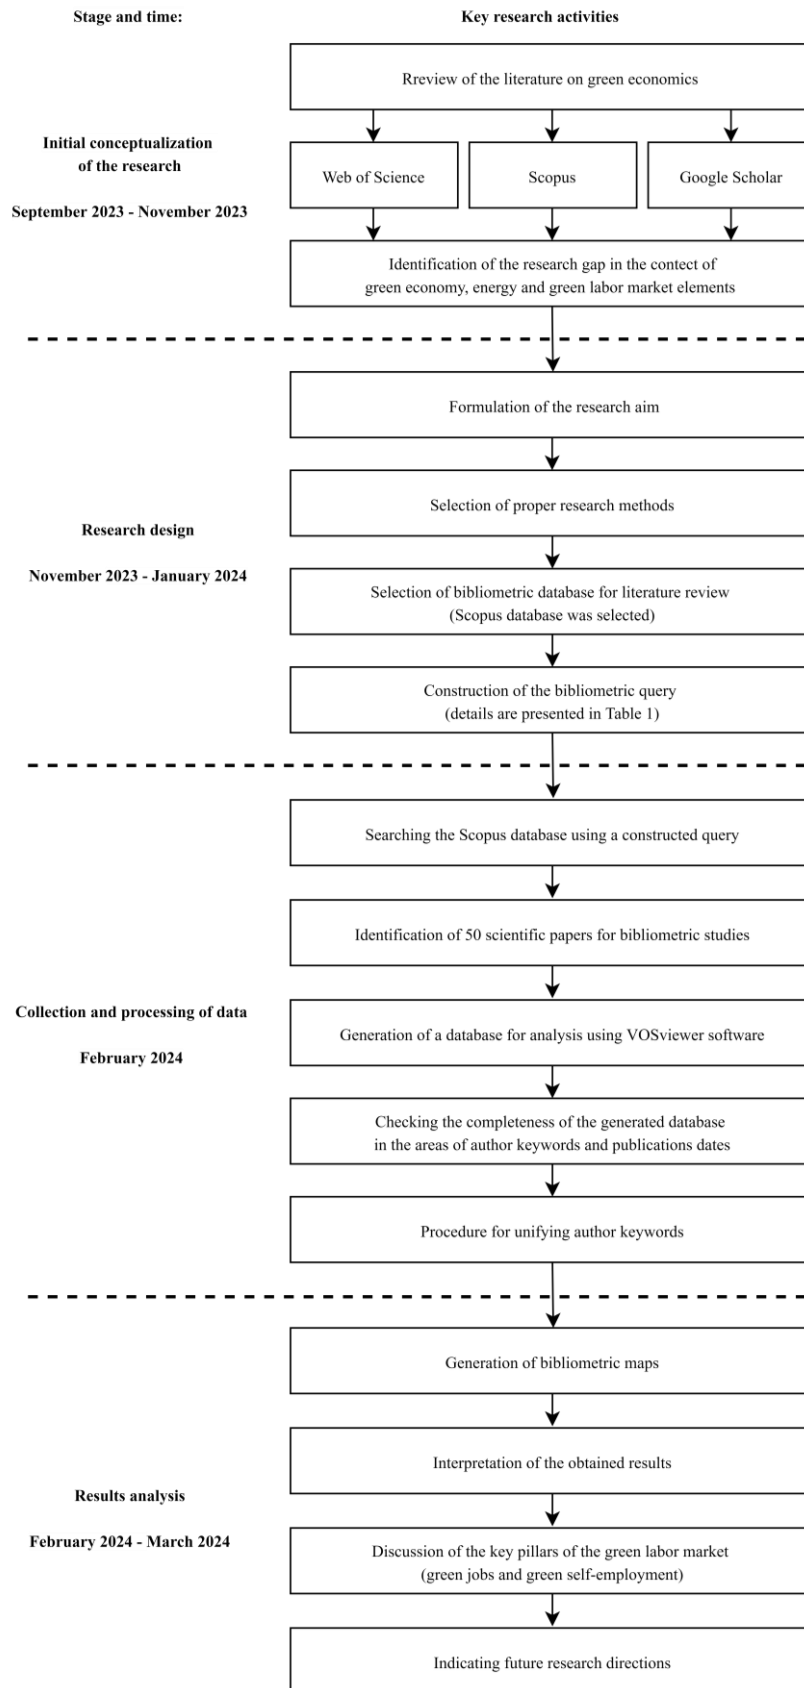 Stage and time:
Key research activities
Rreview of the literature on green economics
Initial conceptualization
of the research
September 2023 - November 2023
Web of Science
Scopus
Google Scholar
Identification of the research gap in the contect of
green economy, energy and green labor market elements
Formulation of the research aim
Selection of proper research methods
Research design
November 2023 - January 2024
Selection of bibliometric database for literature review
(Scopus database was selected)
Construction of the bibliometric query
(details are presented in Table 1)
Searching the Scopus database using a constructed query
Identification of 50 scientific papers for bibliometric studies
Collection and processing of data
February 2024
Generation of a database for analysis using VOSviewer software
Checking the completeness of the generated database
in the areas of author keywords and publications dates
Procedure for unifying author keywords
Generation of bibliometric maps
Interpretation of the obtained results
Results analysis
February 2024 - March 2024
Discussion of the key pillars of the green labor market
(green jobs and green self-employment)
Indicating future research directions